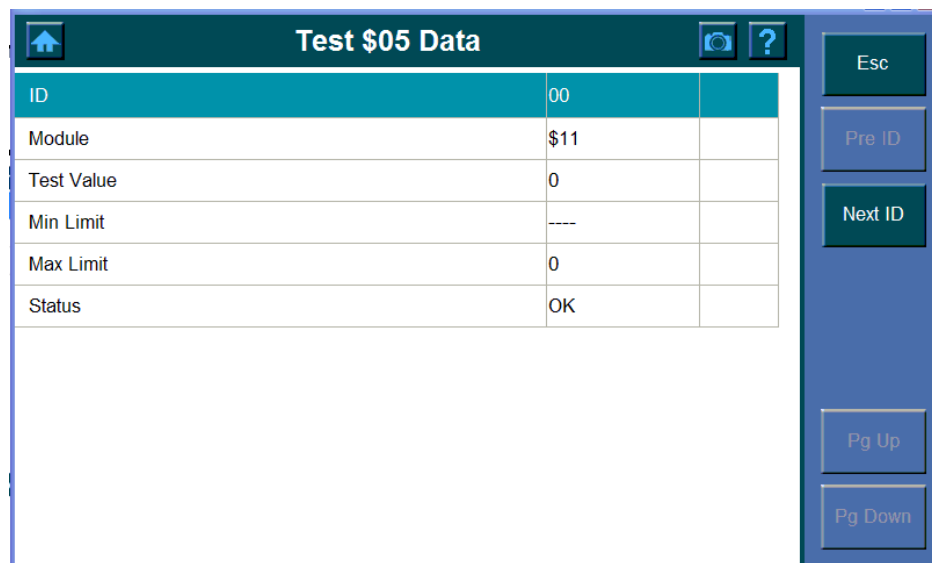 Test $05 Data
?
Esc
ID 00
Module $11
Pre ID
Test Value 0
Min Limit ----
Next ID
Max Limit 0
Status OK
Pg Up
Pg Down